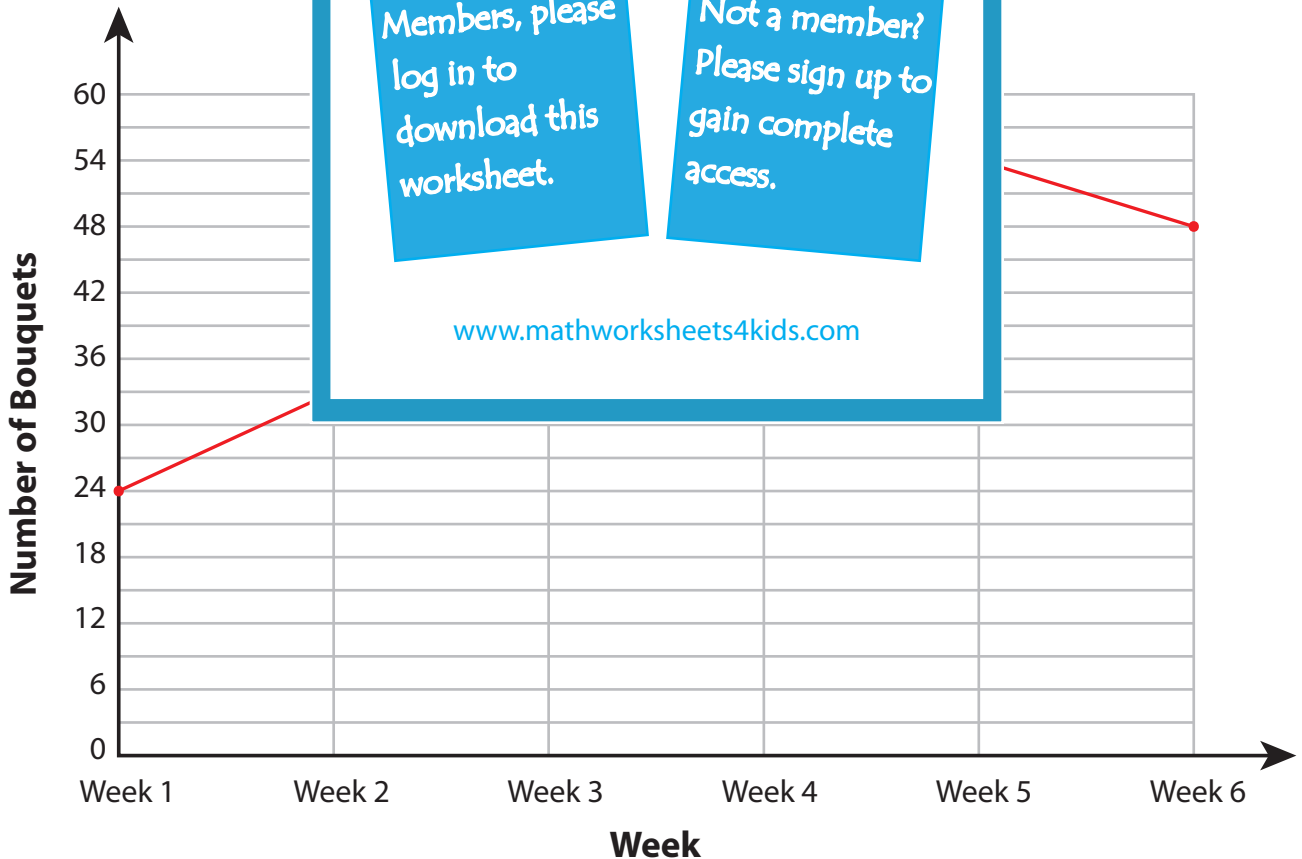 Members, please
log in to
download this
worksheet.
Not a member?
Please sign up to
gain complete
access.
www.mathworksheets4kids.com
Number of Bouquets
60
54
48
42
36
30
24
18
12
6
0
Week 1 Week 2 Week 3 Week 4 Week 5 Week 6
Week